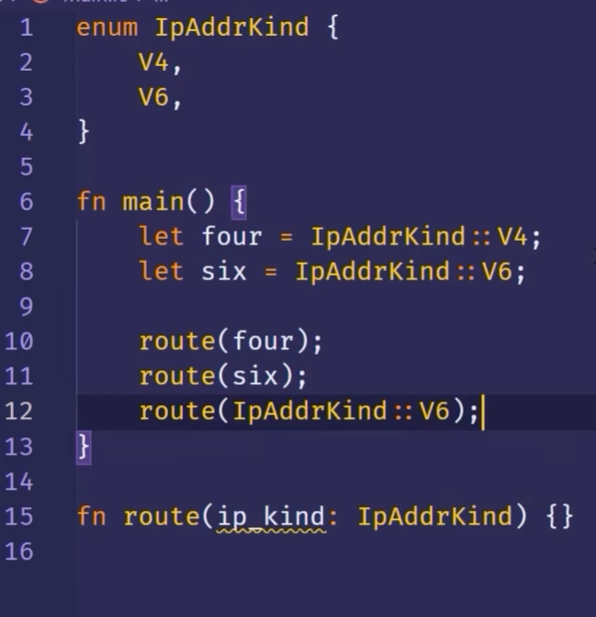 1 enum IpAddrKind {
2     V4,
3     V6,
4 }
5
6 fn main() {
7     let four = IpAddrKind::V4;
8     let six = IpAddrKind::V6;
9
10     route(four);
11     route(six);
12     route(IpAddrKind::V6);
13 }
14
15 fn route(ip_kind: IpAddrKind) {}
16